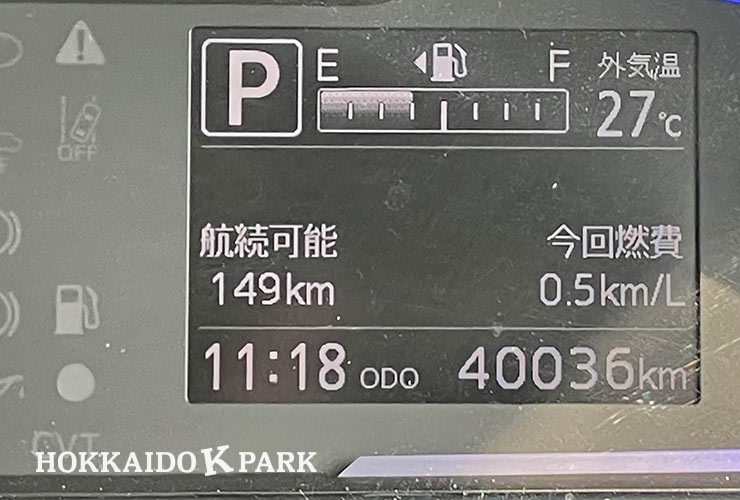 P E F 外気温
27℃
OFF
航続可能 今回燃費
149km 0.5km/L
11:18 ODO 40036km
CVT
HOKKAIDO K PARK